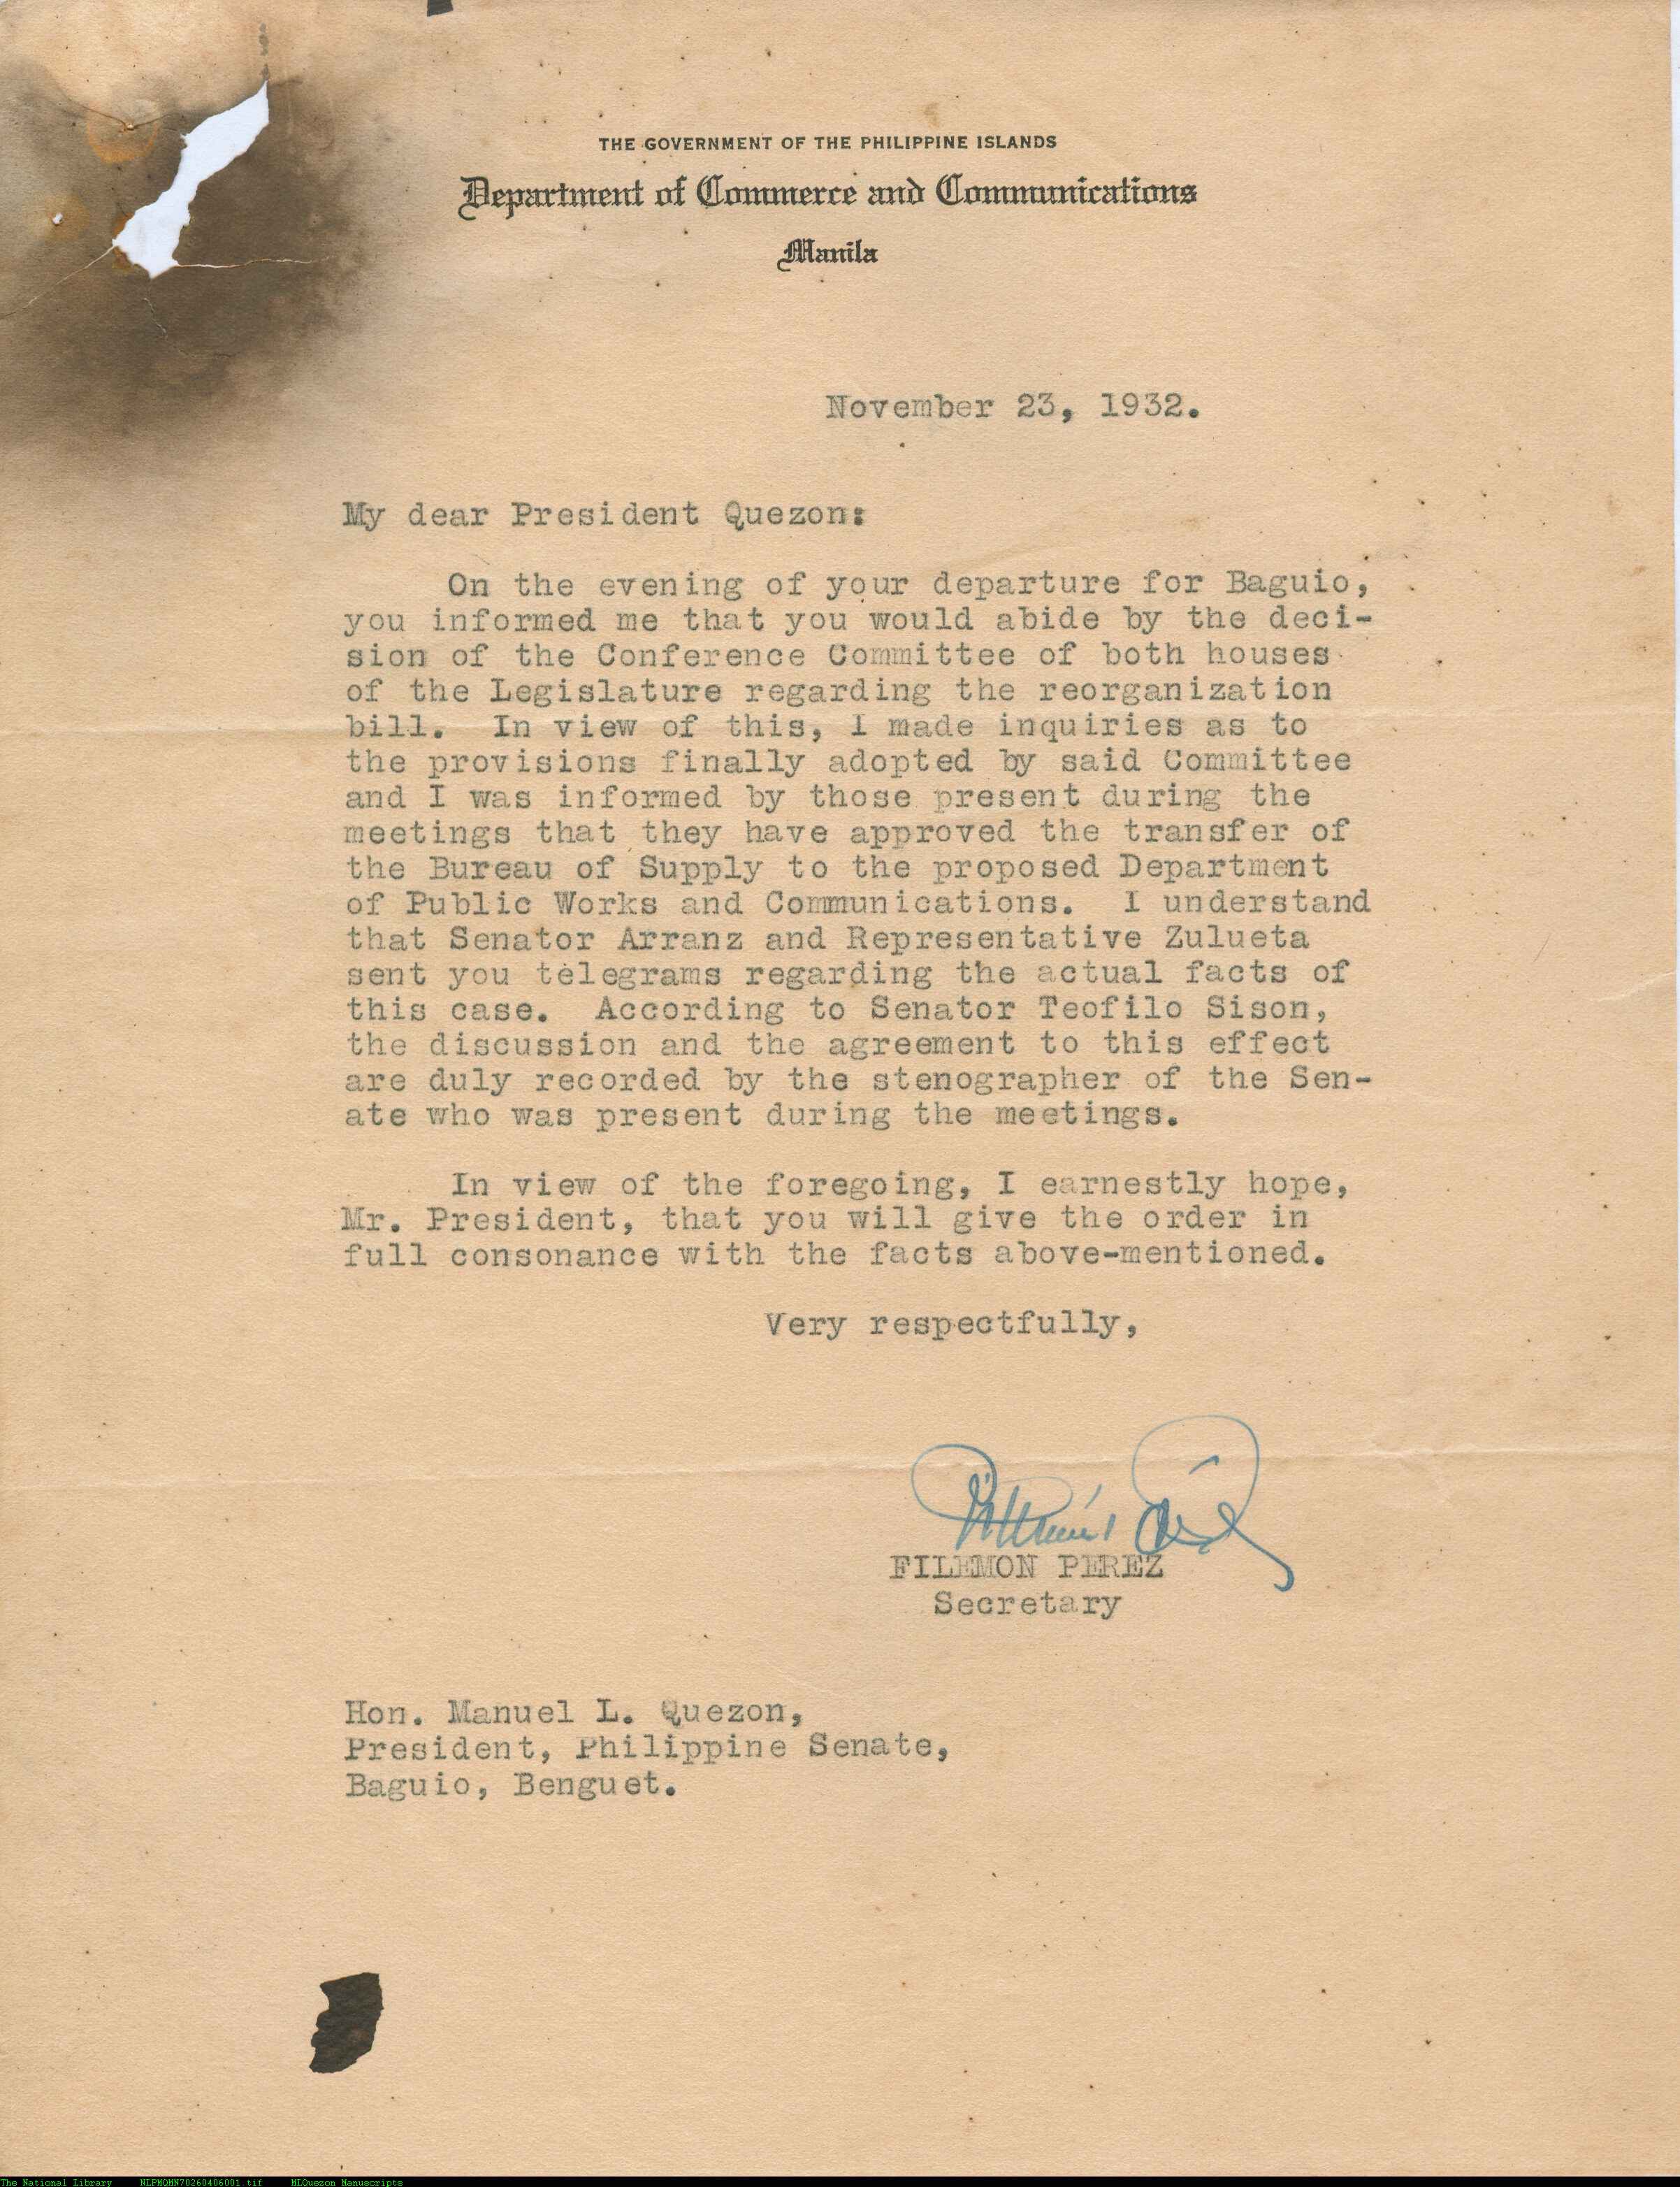 THE GOVERNMENT OF THE PHILIPPINE ISLANDS
Department of Commerce and Communications
Manila
November 23, 1932.
My dear President Quezon:
On the evening of your departure for Baguio,
you informed me that you would abide by the deci-
sion of the Conference Committee of both houses
of the Legislature regarding the reorganization
bill. In view of this, I made inquiries as to
the provisions finally adopted by said Committee
and I was informed by those present during the
meetings that they have approved the transfer of
the Bureau of Supply to the proposed Department
of Public Works and Communications. I understand
that Senator Arranz and Representative Zulueta
sent you telegrams regarding the actual facts of
this case. According to Senator Teofilo Sison,
the discussion and the agreement to this effect
are duly recorded by the stenographer of the Sen-
ate who was present during the meetings.
In view of the foregoing, I earnestly hope,
Mr. President, that you will give the order in
full consonance with the facts above-mentioned.
Very respectfully,
FILEMON PEREZ
Secretary
Hon. Manuel L. Quezon,
President, Philippine Senate,
Baguio, Benguet.
The National Library NLPMQMN70260406001.tif MLQuezon Manuscripts